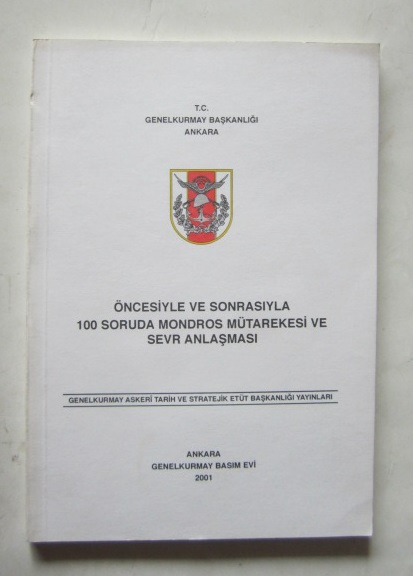 T.C.
GENELKURMAY BAŞKANLIĞI
ANKARA
ÖNCESİYLE VE SONRASIYLA
100 SORUDA MONDROS MÜTAREKESİ VE
SEVR ANLAŞMASI
GENELKURMAY ASKERİ TARİH VE STRATEJİK ETÜT BAŞKANLIĞI YAYINLARI
ANKARA
GENELKURMAY BASIM EVİ
2001